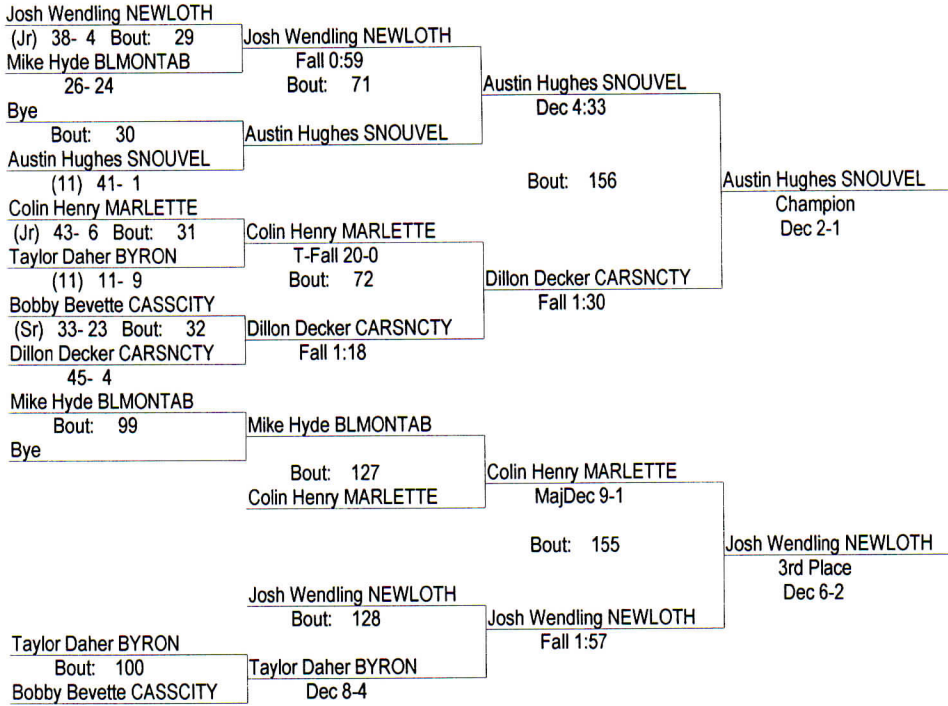 Josh Wendling NEWLOTH
(Jr) 38- 4 Bout: 29
Mike Hyde BLMONTAB
26- 24
Bye
Bout: 30
Austin Hughes SNOUVEL
(11) 41- 1
Colin Henry MARLETTE
(Jr) 43- 6 Bout: 31
Taylor Daher BYRON
(11) 11- 9
Bobby Bevette CASSCITY
(Sr) 33- 23 Bout: 32
Dillon Decker CARSNCTY
45- 4
Josh Wendling NEWLOTH
Fall 0:59
Bout: 71
Austin Hughes SNOUVEL
Colin Henry MARLETTE
T-Fall 20-0
Bout: 72
Dillon Decker CARSNCTY
Fall 1:18
Austin Hughes SNOUVEL
Dec 4:33
Bout: 156
Dillon Decker CARSNCTY
Fall 1:30
Austin Hughes SNOUVEL
Champion
Dec 2-1
Mike Hyde BLMONTAB
Bout: 99
Bye
Mike Hyde BLMONTAB
Bout: 127
Colin Henry MARLETTE
Taylor Daher BYRON
Bout: 100
Bobby Bevette CASSCITY
Josh Wendling NEWLOTH
Bout: 128
Taylor Daher BYRON
Dec 8-4
Colin Henry MARLETTE
MajDec 9-1
Bout: 155
Josh Wendling NEWLOTH
Fall 1:57
Josh Wendling NEWLOTH
3rd Place
Dec 6-2